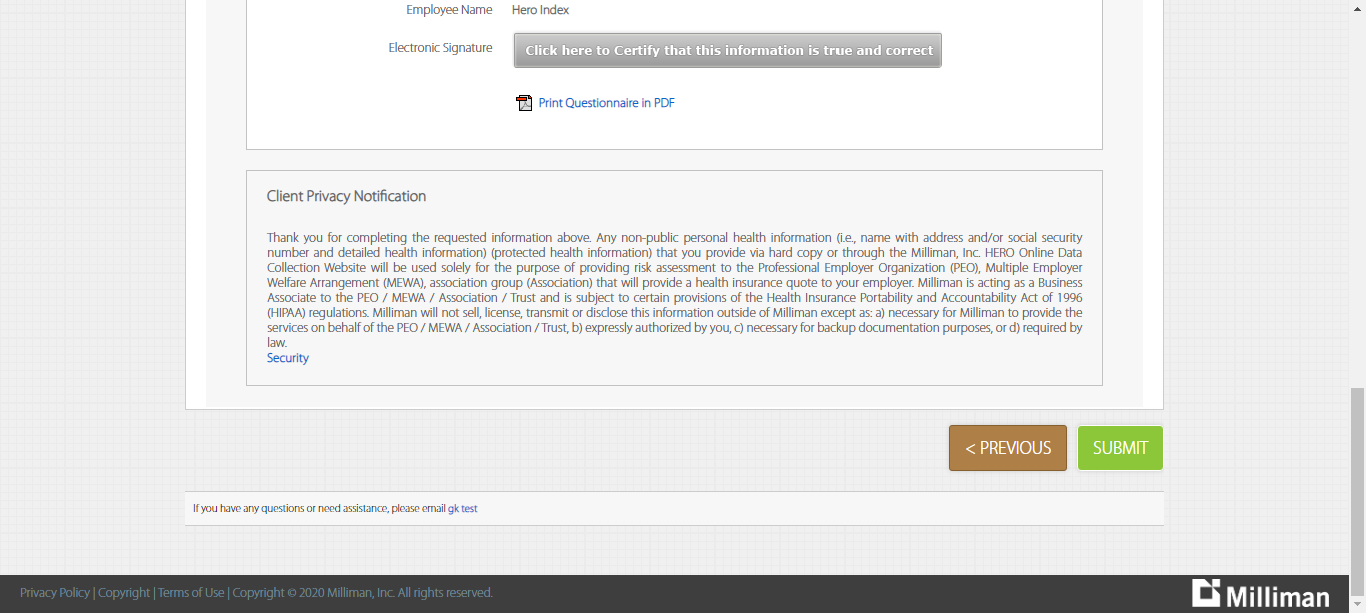 Employee Name Hero Index
Electronic Signature Click here to Certify that this information is true and correct
Print Questionnaire in PDF
Client Privacy Notification
Thank you for completing the requested information above. Any non-public personal health information (i.e., name with address and/or social security
number and detailed health information) (protected health information) that you provide via hard copy or through the Milliman, Inc. HERO Online Data
Collection Website will be used solely for the purpose of providing risk assessment to the Professional Employer Organization (PEO), Multiple Employer
Welfare Arrangement (MEWA), association group (Association) that will provide a health insurance quote to your employer. Milliman is acting as a Business
Associate to the PEO / MEWA / Association / Trust and is subject to certain provisions of the Health Insurance Portability and Accountability Act of 1996
(HIPAA) regulations. Milliman will not sell, license, transmit or disclose this information outside of Milliman except as: a) necessary for Milliman to provide the
services on behalf of the PEO / MEWA / Association / Trust, b) expressly authorized by you, c) necessary for backup documentation purposes, or d) required by
law.
Security
< PREVIOUS SUBMIT
If you have any questions or need assistance, please email gk test
Privacy Policy | Copyright | Terms of Use | Copyright © 2020 Milliman, Inc. All rights reserved.
Milliman